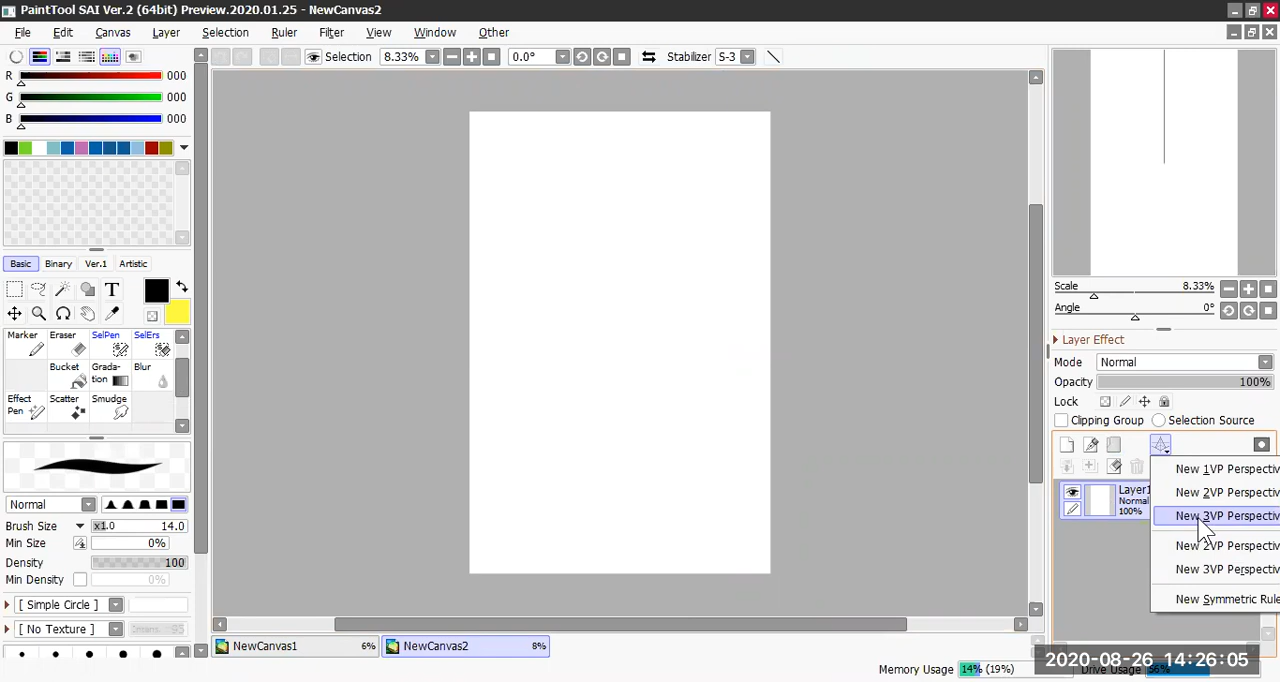 PaintTool SAI Ver.2 (64bit) Preview.2020.01.25 - NewCanvas2
File Edit Canvas Layer Selection Ruler Filter View Window Other
Selection 8.33% 0.0° Stabilizer S-3
R 000
G 000
B 000
Basic Binary Ver.1 Artistic
T
Marker Eraser SelPen SelErs
Bucket Grada-tion Blur
Effect Pen Scatter Smudge
Normal
Brush Size x1.0 14.0
Min Size 0%
Density 100
Min Density 0%
[ Simple Circle ]
[ No Texture ] 95
Scale 8.33%
Angle 0°
Layer Effect
Mode Normal
Opacity 100%
Lock
Clipping Group Selection Source
Layer1
Normal
100%
New 1VP Perspectiv
New 2VP Perspectiv
New 3VP Perspectiv
New 2VP Perspectiv
New 3VP Perspectiv
New Symmetric Rule
NewCanvas1 6% NewCanvas2 8%
Memory Usage 14% (19%) Drive Usage 56%
2020-08-26 14:26:05